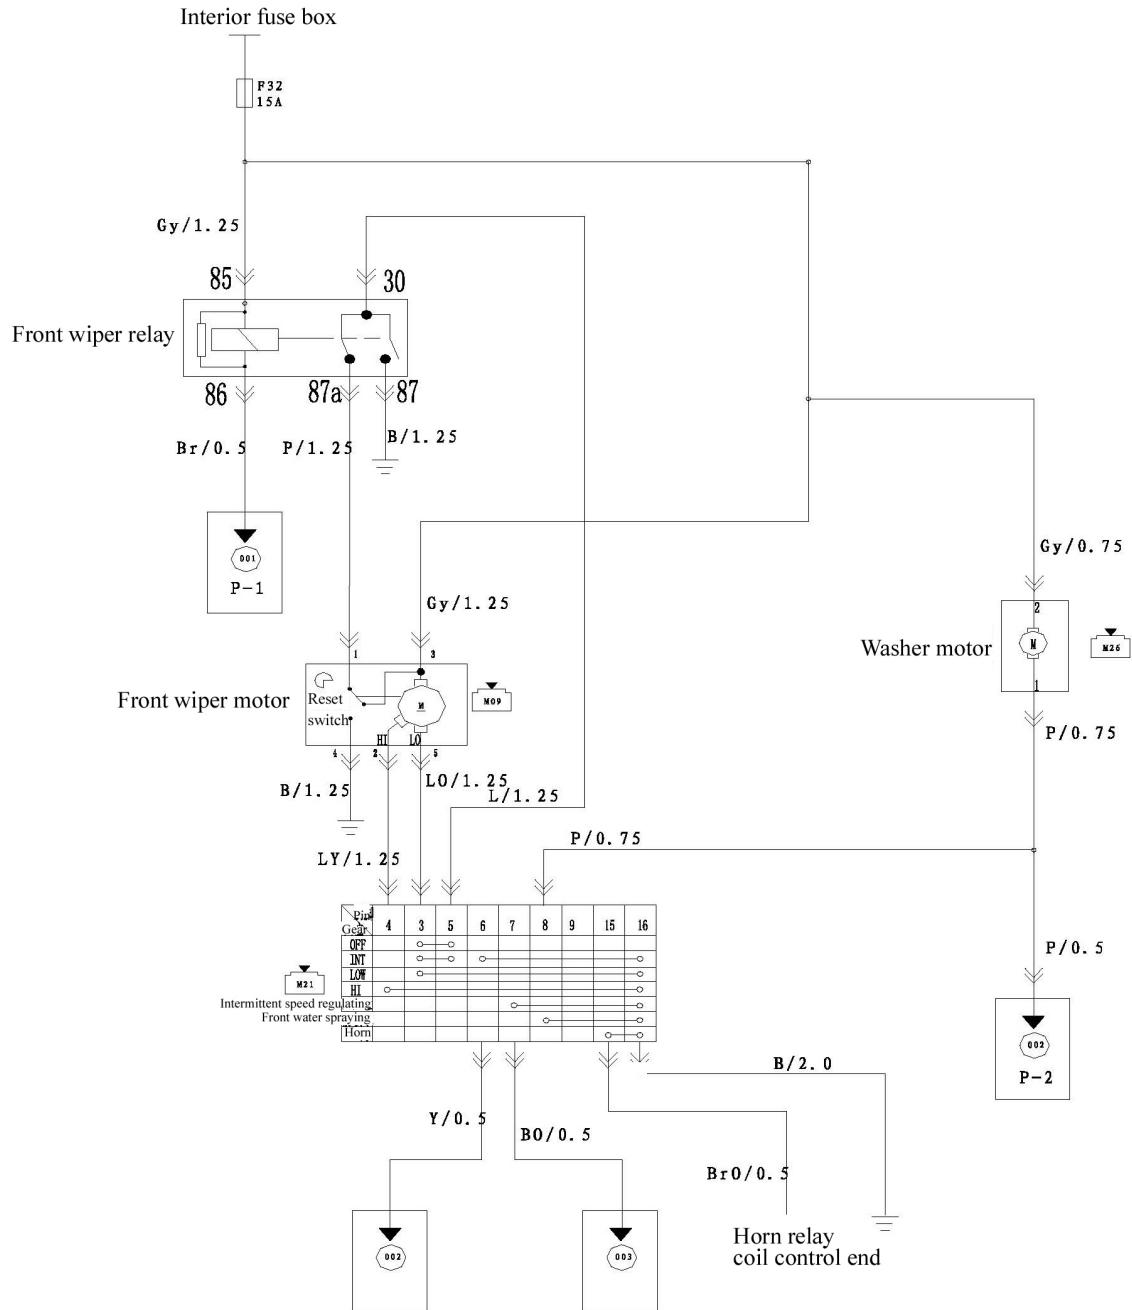 Interior fuse box
F32
15A
Gy/1.25
85
30
Front wiper relay
86
87a
87
Br/0.5
P/1.25
B/1.25
001
P-1
Gy/0.75
Gy/1.25
2
1
3
M
Washer motor
M26
Front wiper motor
Reset
switch
M
M09
1
HI
LO
4
2
5
P/0.75
B/1.25
LO/1.25
L/1.25
P/0.75
LY/1.25
Pin
Gear
4
3
5
6
7
8
9
15
16
OFF
INT
LOW
HI
M21
Intermittent speed regulating
Front water spraying
Horn
P/0.5
002
P-2
B/2.0
Y/0.5
BO/0.5
BrO/0.5
Horn relay
coil control end
002
003